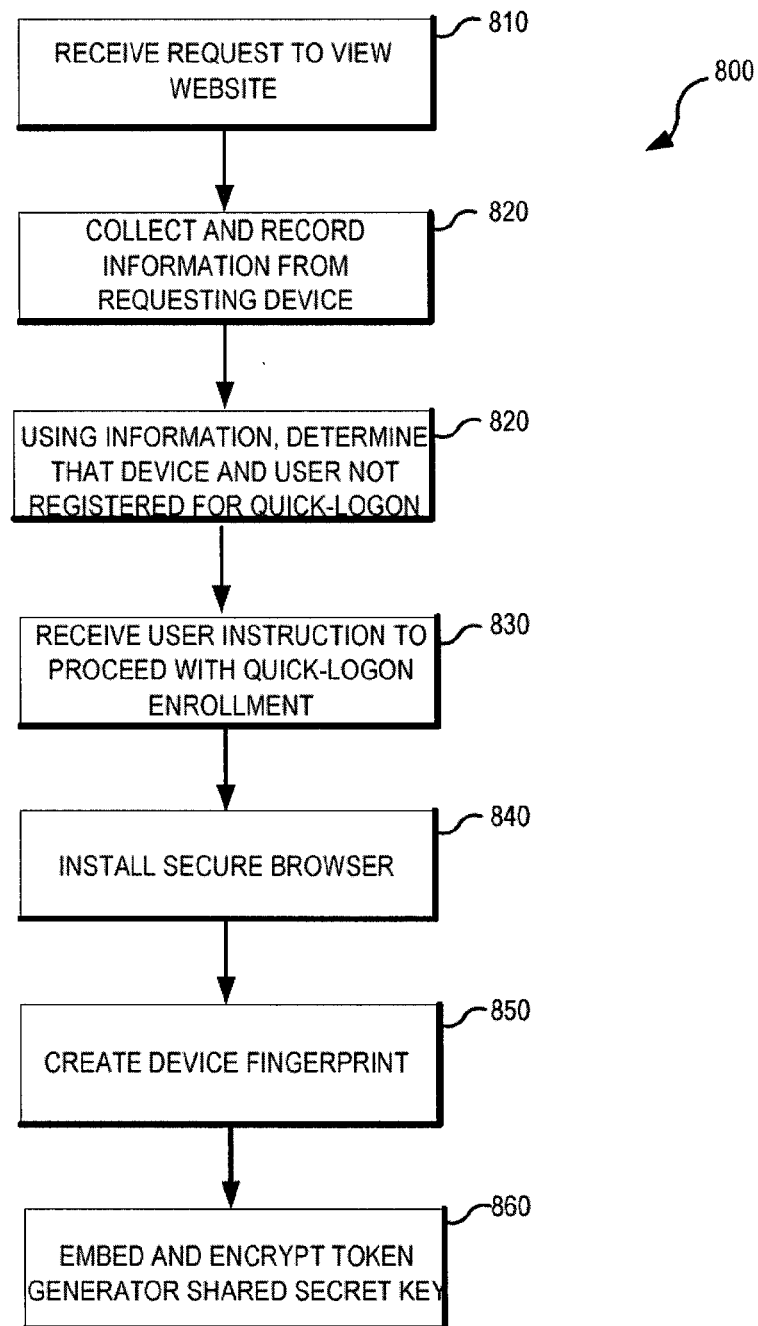 RECEIVE REQUEST TO VIEW
WEBSITE
810
800
COLLECT AND RECORD
INFORMATION FROM
REQUESTING DEVICE
820
USING INFORMATION, DETERMINE
THAT DEVICE AND USER NOT
REGISTERED FOR QUICK-LOGON
820
RECEIVE USER INSTRUCTION TO
PROCEED WITH QUICK-LOGON
ENROLLMENT
830
INSTALL SECURE BROWSER
840
CREATE DEVICE FINGERPRINT
850
EMBED AND ENCRYPT TOKEN
GENERATOR SHARED SECRET KEY
860